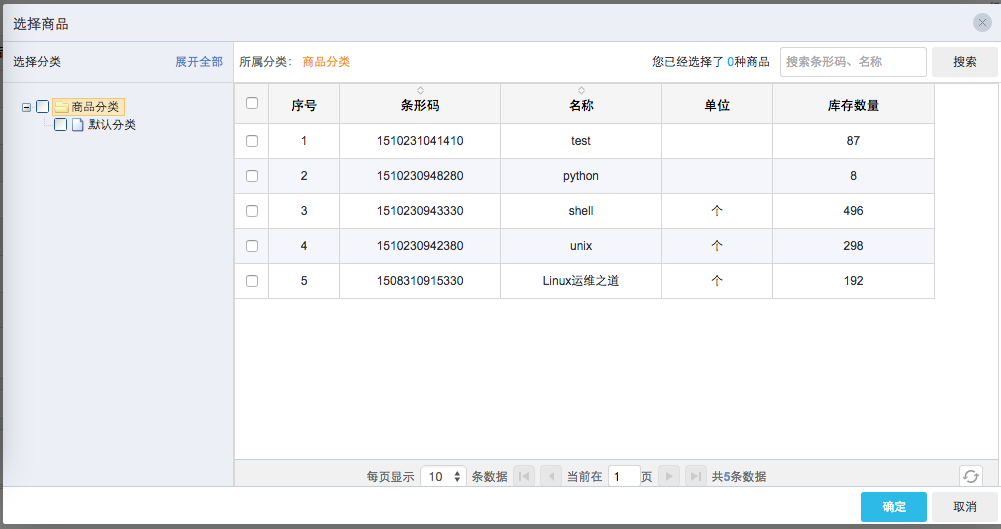 选择商品
选择分类 展开全部 所属分类： 商品分类 您已经选择了 0种商品 搜索条形码、名称 搜索
商品分类
默认分类
序号 条形码 名称 单位 库存数量
1 1510231041410 test 87
2 1510230948280 python 8
3 1510230943330 shell 个 496
4 1510230942380 unix 个 298
5 1508310915330 Linux运维之道 个 192
每页显示 10 条数据 当前在 1 页 共5条数据
确定 取消